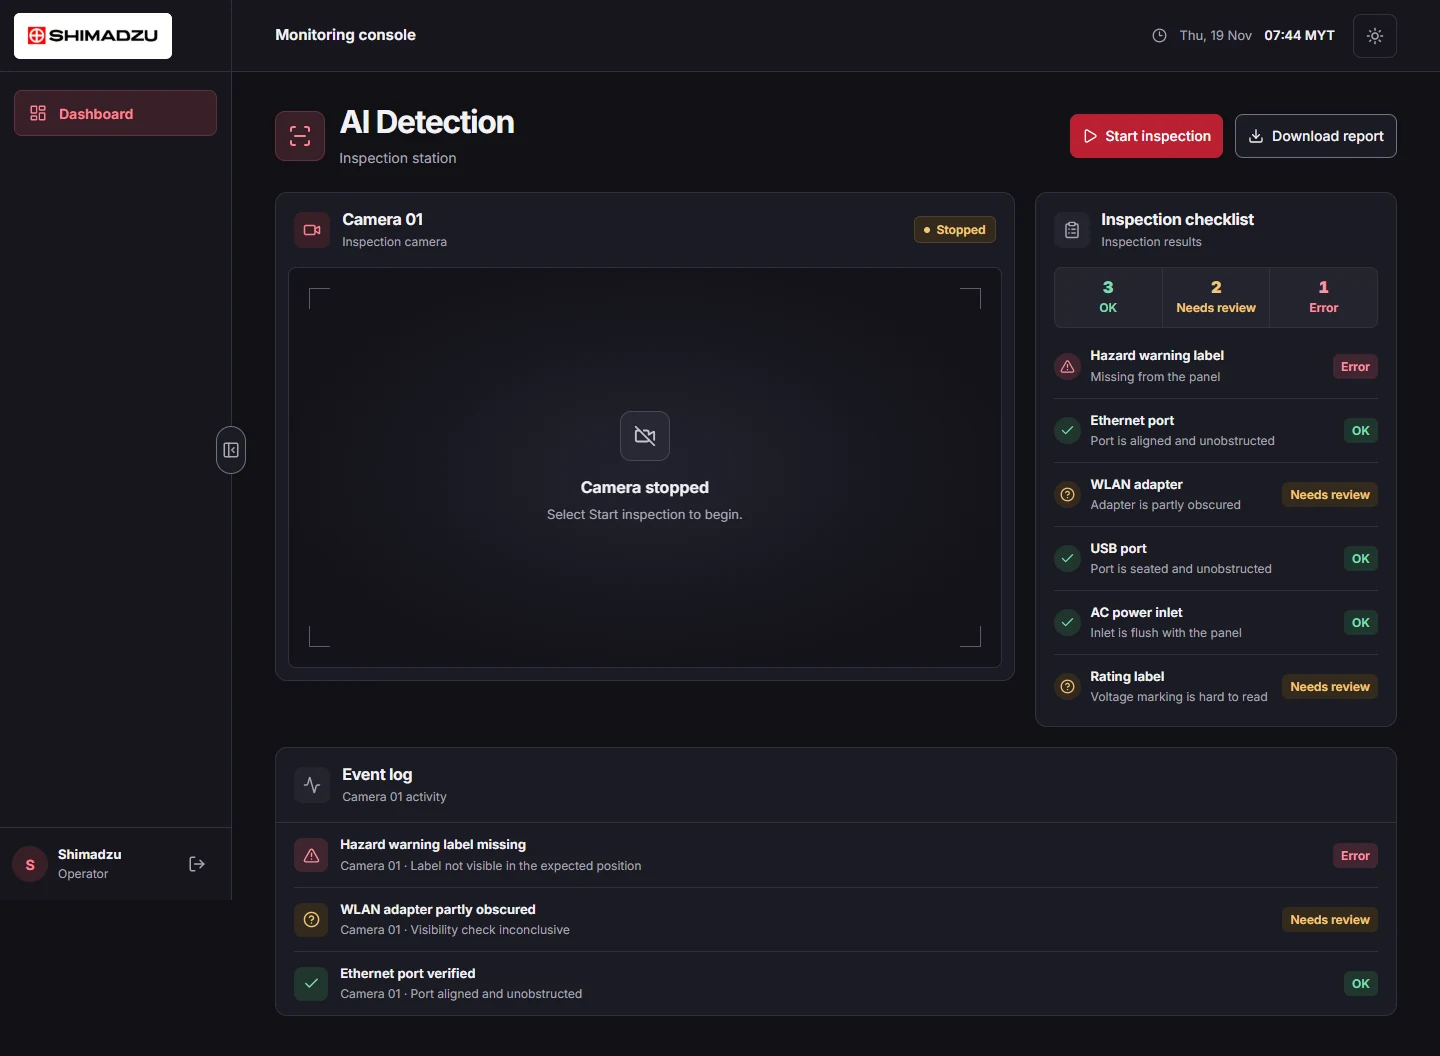 SHIMADZU
Monitoring console
Thu, 19 Nov 07:44 MYT
Dashboard
AI Detection
Inspection station
Start inspection
Download report
Camera 01
Inspection camera
Stopped
Camera stopped
Select Start inspection to begin.
Inspection checklist
Inspection results
3
OK
2
Needs review
1
Error
Hazard warning label
Missing from the panel
Error
Ethernet port
Port is aligned and unobstructed
OK
WLAN adapter
Adapter is partly obscured
Needs review
USB port
Port is seated and unobstructed
OK
AC power inlet
Inlet is flush with the panel
OK
Rating label
Voltage marking is hard to read
Needs review
Event log
Camera 01 activity
Hazard warning label missing
Camera 01 · Label not visible in the expected position
Error
WLAN adapter partly obscured
Camera 01 · Visibility check inconclusive
Needs review
Ethernet port verified
Camera 01 · Port aligned and unobstructed
OK
S
Shimadzu
Operator